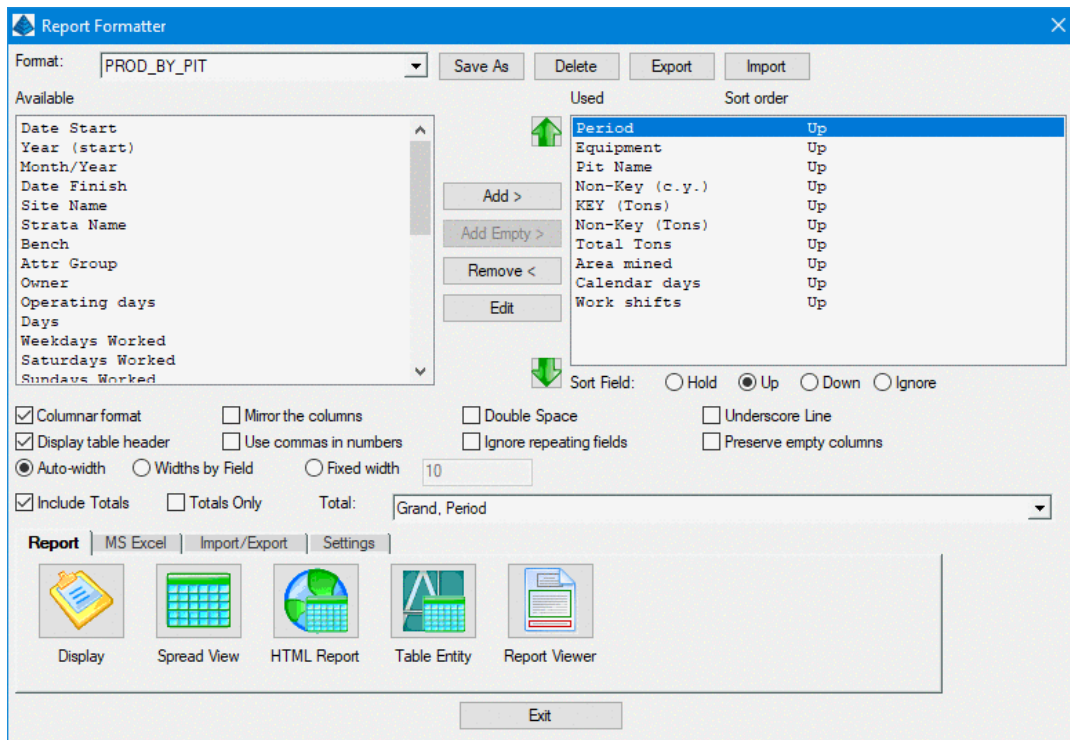 Report Formatter
Format: PROD_BY_PIT Save As Delete Export Import
Available Used Sort order
Date Start
Year (start)
Month/Year
Date Finish
Site Name
Strata Name
Bench
Attr Group
Owner
Operating days
Days
Weekdays Worked
Saturdays Worked
Sundays Worked
Add >
Add Empty >
Remove <
Edit
Period Up
Equipment Up
Pit Name Up
Non-Key (c.y.) Up
KEY (Tons) Up
Non-Key (Tons) Up
Total Tons Up
Area mined Up
Calendar days Up
Work shifts Up
Sort Field: Hold Up Down Ignore
Columnar format Mirror the columns Double Space Underscore Line
Display table header Use commas in numbers Ignore repeating fields Preserve empty columns
Auto-width Widths by Field Fixed width 10
Include Totals Totals Only Total: Grand, Period
Report MS Excel Import/Export Settings
Display Spread View HTML Report Table Entity Report Viewer
Exit